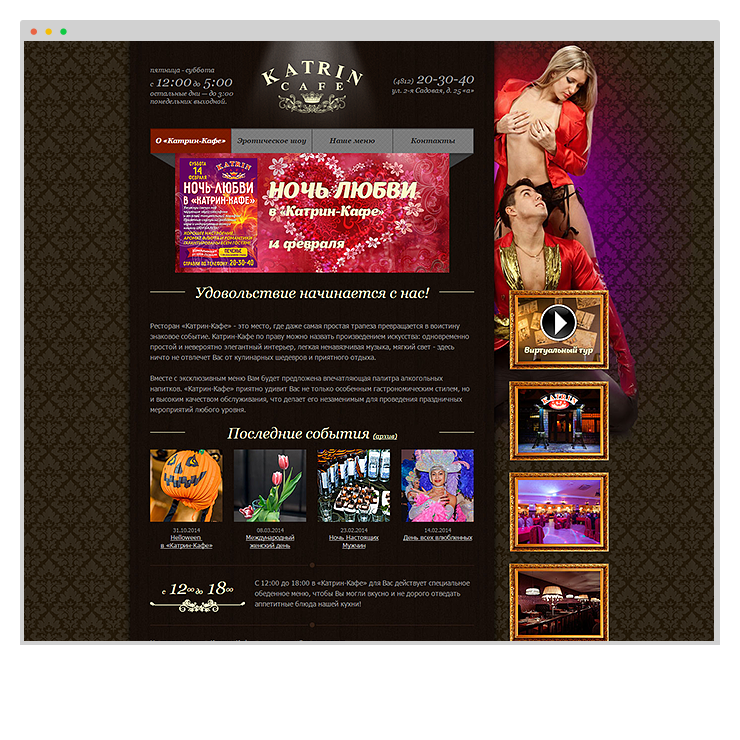 пятница - суббота
с 12:00 до 5:00
остальные дни — до 3:00
понедельник выходной.
KATRIN
CAFE
(4812) 20-30-40
ул. 2-я Садовая, д. 25 «а»
О «Катрин-Кафе»
Эротическое шоу
Наше меню
Контакты
СУББОТА
14
ФЕВРАЛЯ
KATRIN
НОЧЬ ЛЮБВИ
В «КАТРИН-КАФЕ»
СПРАВКИ ПО ТЕЛЕФОНУ: 20-30-40
НОЧЬ ЛЮБВИ
в «Катрин-Кафе»
14 февраля
Удовольствие начинается с нас!
Ресторан «Катрин-Кафе» - это место, где даже самая простая трапеза превращается в воистину
знаковое событие. Катрин-Кафе по праву можно назвать произведением искусства: одновременно
простой и невероятно элегантный интерьер, легкая ненавязчивая музыка, мягкий свет - здесь
ничто не отвлечет Вас от кулинарных шедевров и приятного отдыха.
Вместе с эксклюзивным меню Вам будет предложена впечатляющая палитра алкогольных
напитков. «Катрин-Кафе» приятно удивит Вас не только особенным гастрономическим стилем, но
и высоким качеством обслуживания, что делает его незаменимым для проведения праздничных
мероприятий любого уровня.
Виртуальный тур
KATRIN
CAFE
Последние события (архив)
31.10.2014
Helloween
в «Катрин-Кафе»
08.03.2014
Международный
женский день
23.02.2014
Ночь Настоящих
Мужчин
14.02.2014
День всех влюбленных
с 12⁰⁰ до 18⁰⁰
С 12:00 до 18:00 в «Катрин-Кафе» для Вас действует специальное
обеденное меню, чтобы Вы могли вкусно и не дорого отведать
аппетитные блюда нашей кухни!